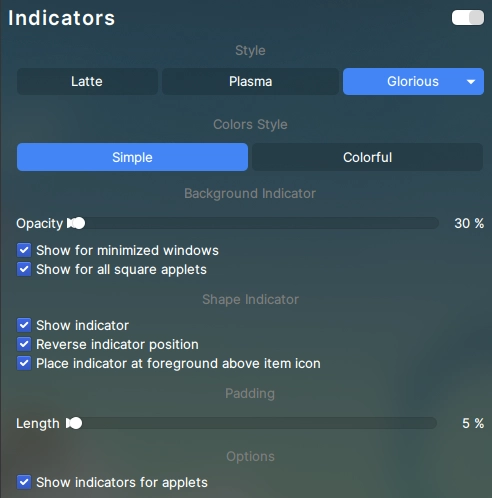 Indicators
Style
Latte Plasma Glorious
Colors Style
Simple Colorful
Background Indicator
Opacity 30 %
Show for minimized windows
Show for all square applets
Shape Indicator
Show indicator
Reverse indicator position
Place indicator at foreground above item icon
Padding
Length 5 %
Options
Show indicators for applets